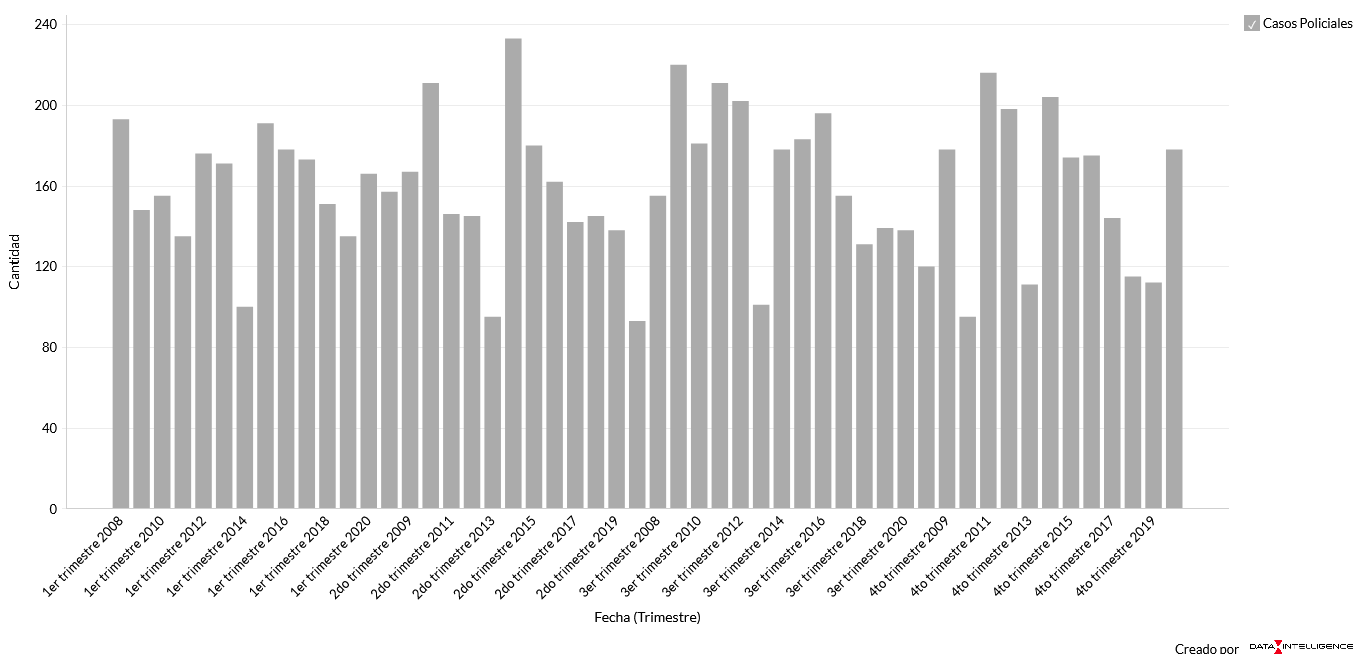 240
200
160
120
80
40
0
Cantidad
Casos Policiales
1er trimestre 2008
1er trimestre 2010
1er trimestre 2012
1er trimestre 2014
1er trimestre 2016
1er trimestre 2018
1er trimestre 2020
2do trimestre 2009
2do trimestre 2011
2do trimestre 2013
2do trimestre 2015
2do trimestre 2017
2do trimestre 2019
3er trimestre 2008
3er trimestre 2010
3er trimestre 2012
3er trimestre 2014
3er trimestre 2016
3er trimestre 2018
3er trimestre 2020
4to trimestre 2009
4to trimestre 2011
4to trimestre 2013
4to trimestre 2015
4to trimestre 2017
4to trimestre 2019
Fecha (Trimestre)
Creado por DATA INTELLIGENCE